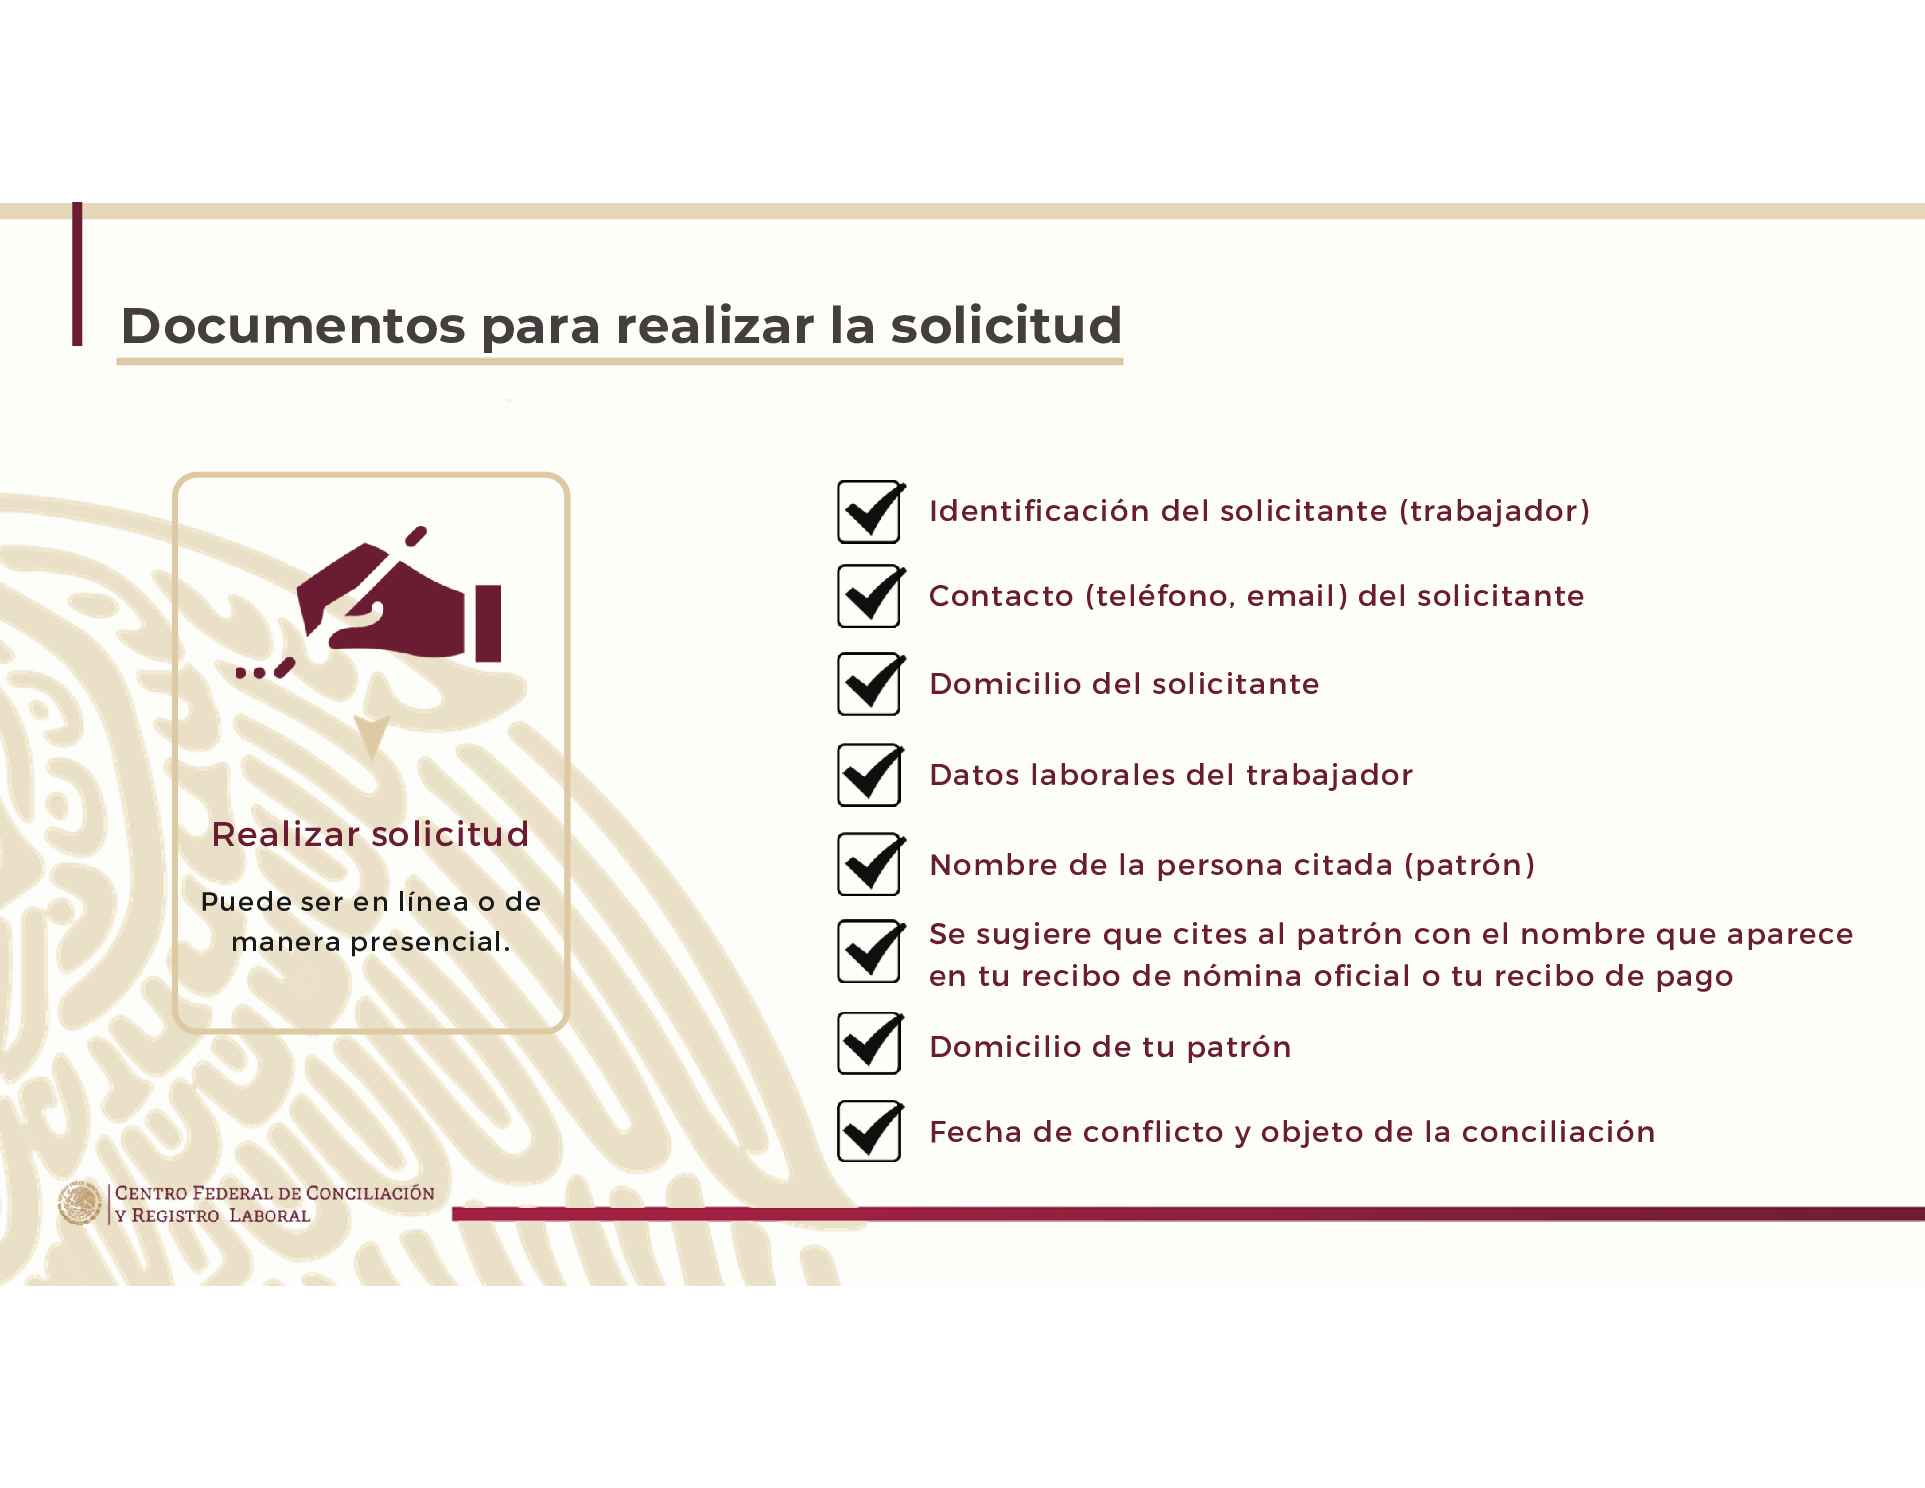 Documentos para realizar la solicitud
Realizar solicitud
Puede ser en línea o de
manera presencial.
Identificación del solicitante (trabajador)
Contacto (teléfono, email) del solicitante
Domicilio del solicitante
Datos laborales del trabajador
Nombre de la persona citada (patrón)
Se sugiere que cites al patrón con el nombre que aparece
en tu recibo de nómina oficial o tu recibo de pago
Domicilio de tu patrón
Fecha de conflicto y objeto de la conciliación
Centro Federal de Conciliación
y Registro Laboral